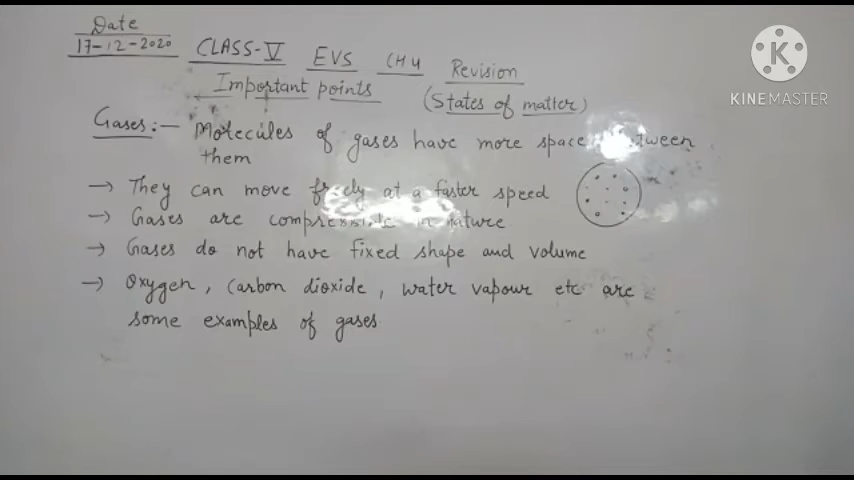 Date
17-12-2020 CLASS-V EVS CH4 Revision
Important points (States of matter)
Gases:- Molecules of gases have more space between
them
→ They can move freely at a faster speed
→ Gases are compressible in nature
→ Gases do not have fixed shape and volume
→ Oxygen, Carbon dioxide, water vapour etc are
some examples of gases
K
KINEMASTER